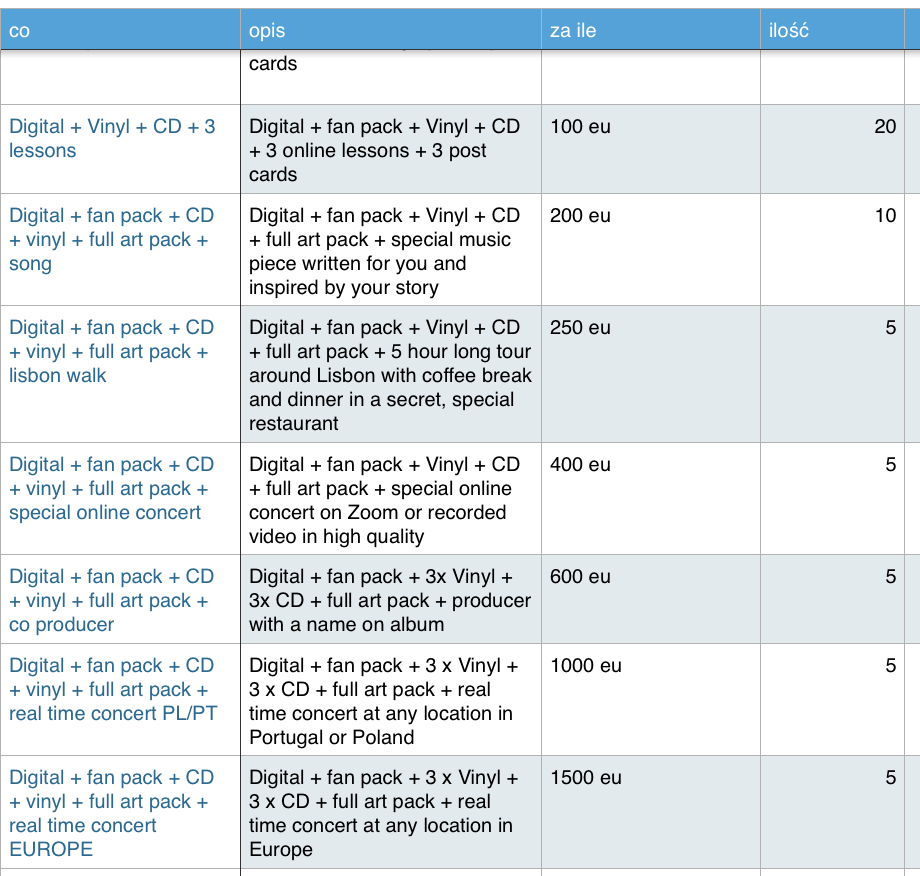 co
opis
za ile
ilość
cards
Digital + Vinyl + CD + 3
lessons
Digital + fan pack + Vinyl + CD
+ 3 online lessons + 3 post
cards
100 eu
20
Digital + fan pack + CD
+ vinyl + full art pack +
song
Digital + fan pack + Vinyl + CD
+ full art pack + special music
piece written for you and
inspired by your story
200 eu
10
Digital + fan pack + CD
+ vinyl + full art pack +
lisbon walk
Digital + fan pack + Vinyl + CD
+ full art pack + 5 hour long tour
around Lisbon with coffee break
and dinner in a secret, special
restaurant
250 eu
5
Digital + fan pack + CD
+ vinyl + full art pack +
special online concert
Digital + fan pack + Vinyl + CD
+ full art pack + special online
concert on Zoom or recorded
video in high quality
400 eu
5
Digital + fan pack + CD
+ vinyl + full art pack +
co producer
Digital + fan pack + 3x Vinyl +
3x CD + full art pack + producer
with a name on album
600 eu
5
Digital + fan pack + CD
+ vinyl + full art pack +
real time concert PL/PT
Digital + fan pack + 3 x Vinyl +
3 x CD + full art pack + real
time concert at any location in
Portugal or Poland
1000 eu
5
Digital + fan pack + CD
+ vinyl + full art pack +
real time concert
EUROPE
Digital + fan pack + 3 x Vinyl +
3 x CD + full art pack + real
time concert at any location in
Europe
1500 eu
5